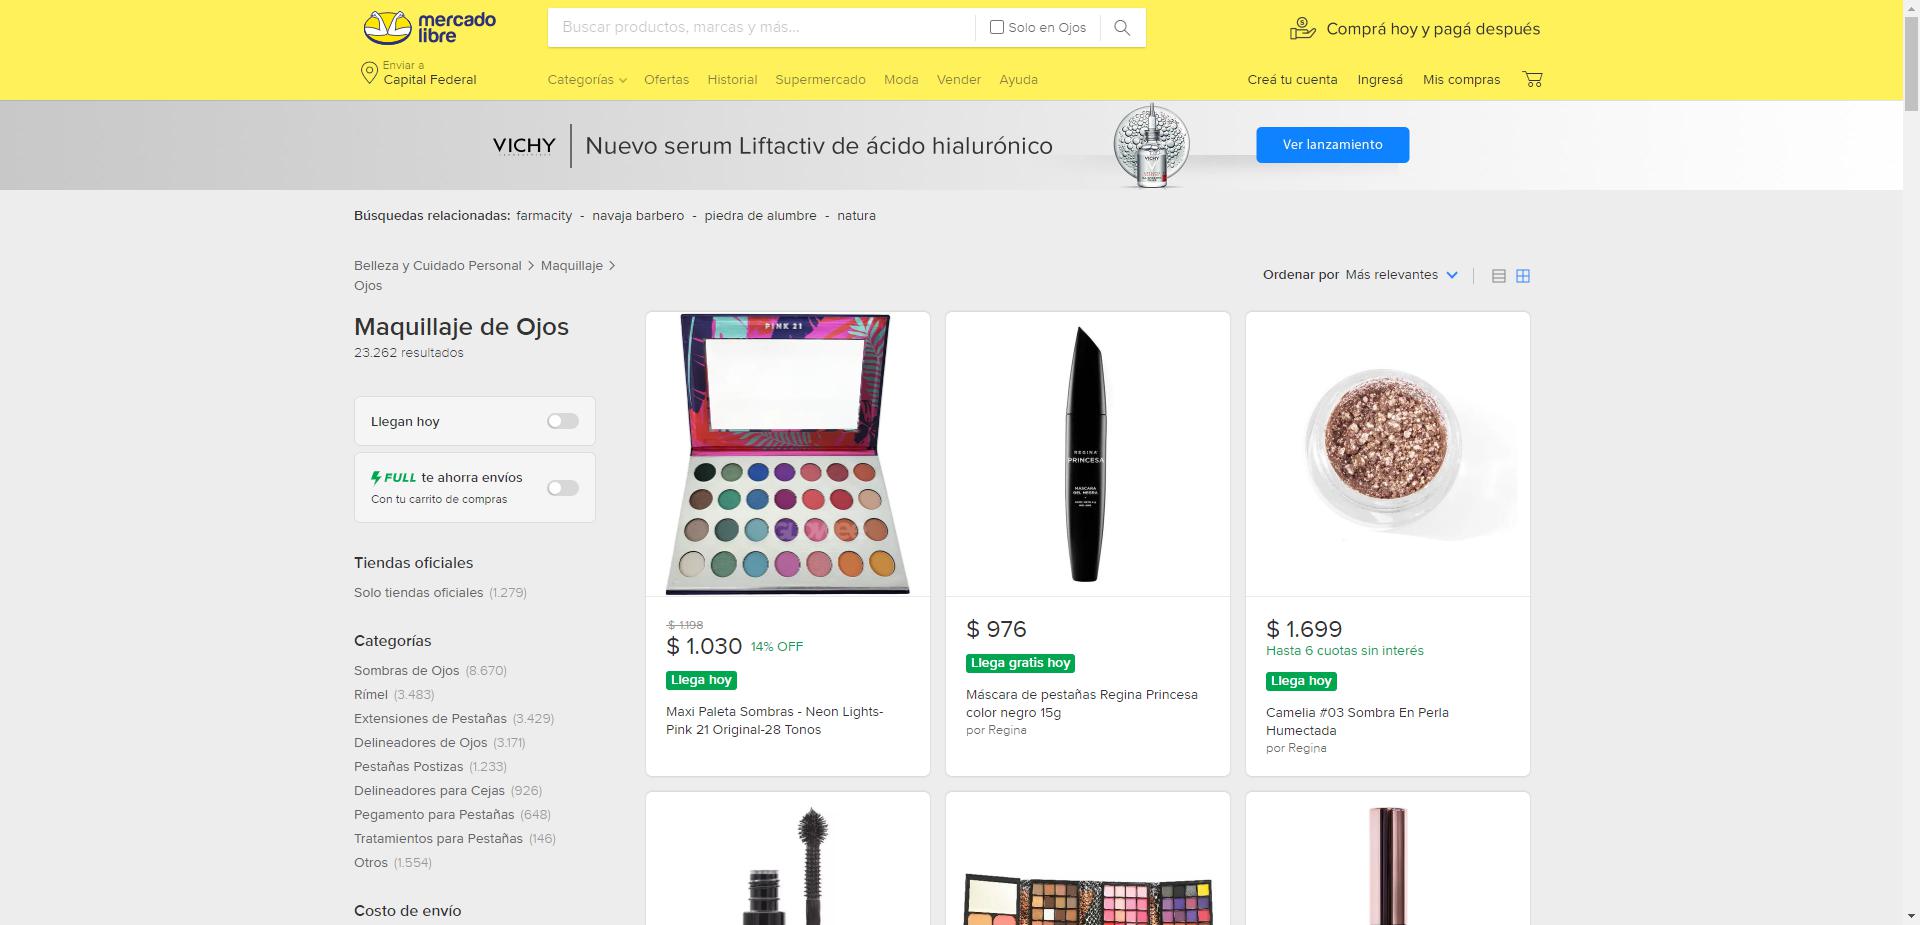 mercado
libre
Buscar productos, marcas y más...
Solo en Ojos
Comprá hoy y pagá después
Enviar a
Capital Federal
Categorías
Ofertas
Historial
Supermercado
Moda
Vender
Ayuda
Creá tu cuenta
Ingresá
Mis compras
VICHY
Nuevo serum Liftactiv de ácido hialurónico
VICHY
Ver lanzamiento
Búsquedas relacionadas: farmacity - navaja barbero - piedra de alumbre - natura
Belleza y Cuidado Personal > Maquillaje >
Ojos
Ordenar por Más relevantes
Maquillaje de Ojos
23.262 resultados
Llegan hoy
FULL te ahorra envíos
Con tu carrito de compras
Tiendas oficiales
Solo tiendas oficiales (1.279)
Categorías
Sombras de Ojos (8.670)
Rímel (3.483)
Extensiones de Pestañas (3.429)
Delineadores de Ojos (3.171)
Pestañas Postizas (1.233)
Delineadores para Cejas (926)
Pegamento para Pestañas (648)
Tratamientos para Pestañas (146)
Otros (1.554)
Costo de envío
PINK 21
$ 1.198
$ 1.030 14% OFF
Llega hoy
Maxi Paleta Sombras - Neon Lights-
Pink 21 Original-28 Tonos
REGINA
PRINCESA
MASCARA
GEL NEGRA
$ 976
Llega gratis hoy
Máscara de pestañas Regina Princesa
color negro 15g
por Regina
$ 1.699
Hasta 6 cuotas sin interés
Llega hoy
Camelia #03 Sombra En Perla
Humectada
por Regina